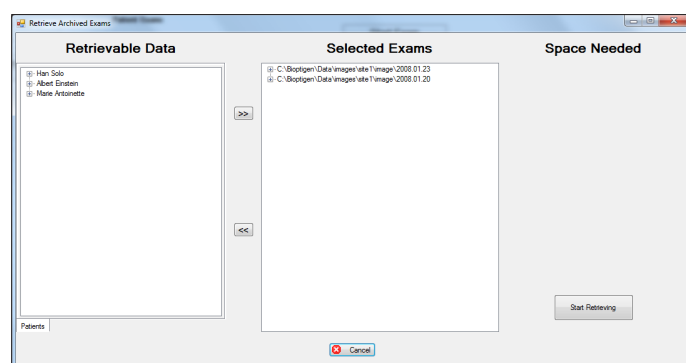 Retrieve Archived Exams
Retrievable Data
Selected Exams
Space Needed
Han Solo
Albert Einstein
Marie Antoinette
C:\Bioptigen\Data\images\site1\image\2008.01.23
C:\Bioptigen\Data\images\site1\image\2008.01.20
>>
<<
Start Retrieving
Patients
Cancel